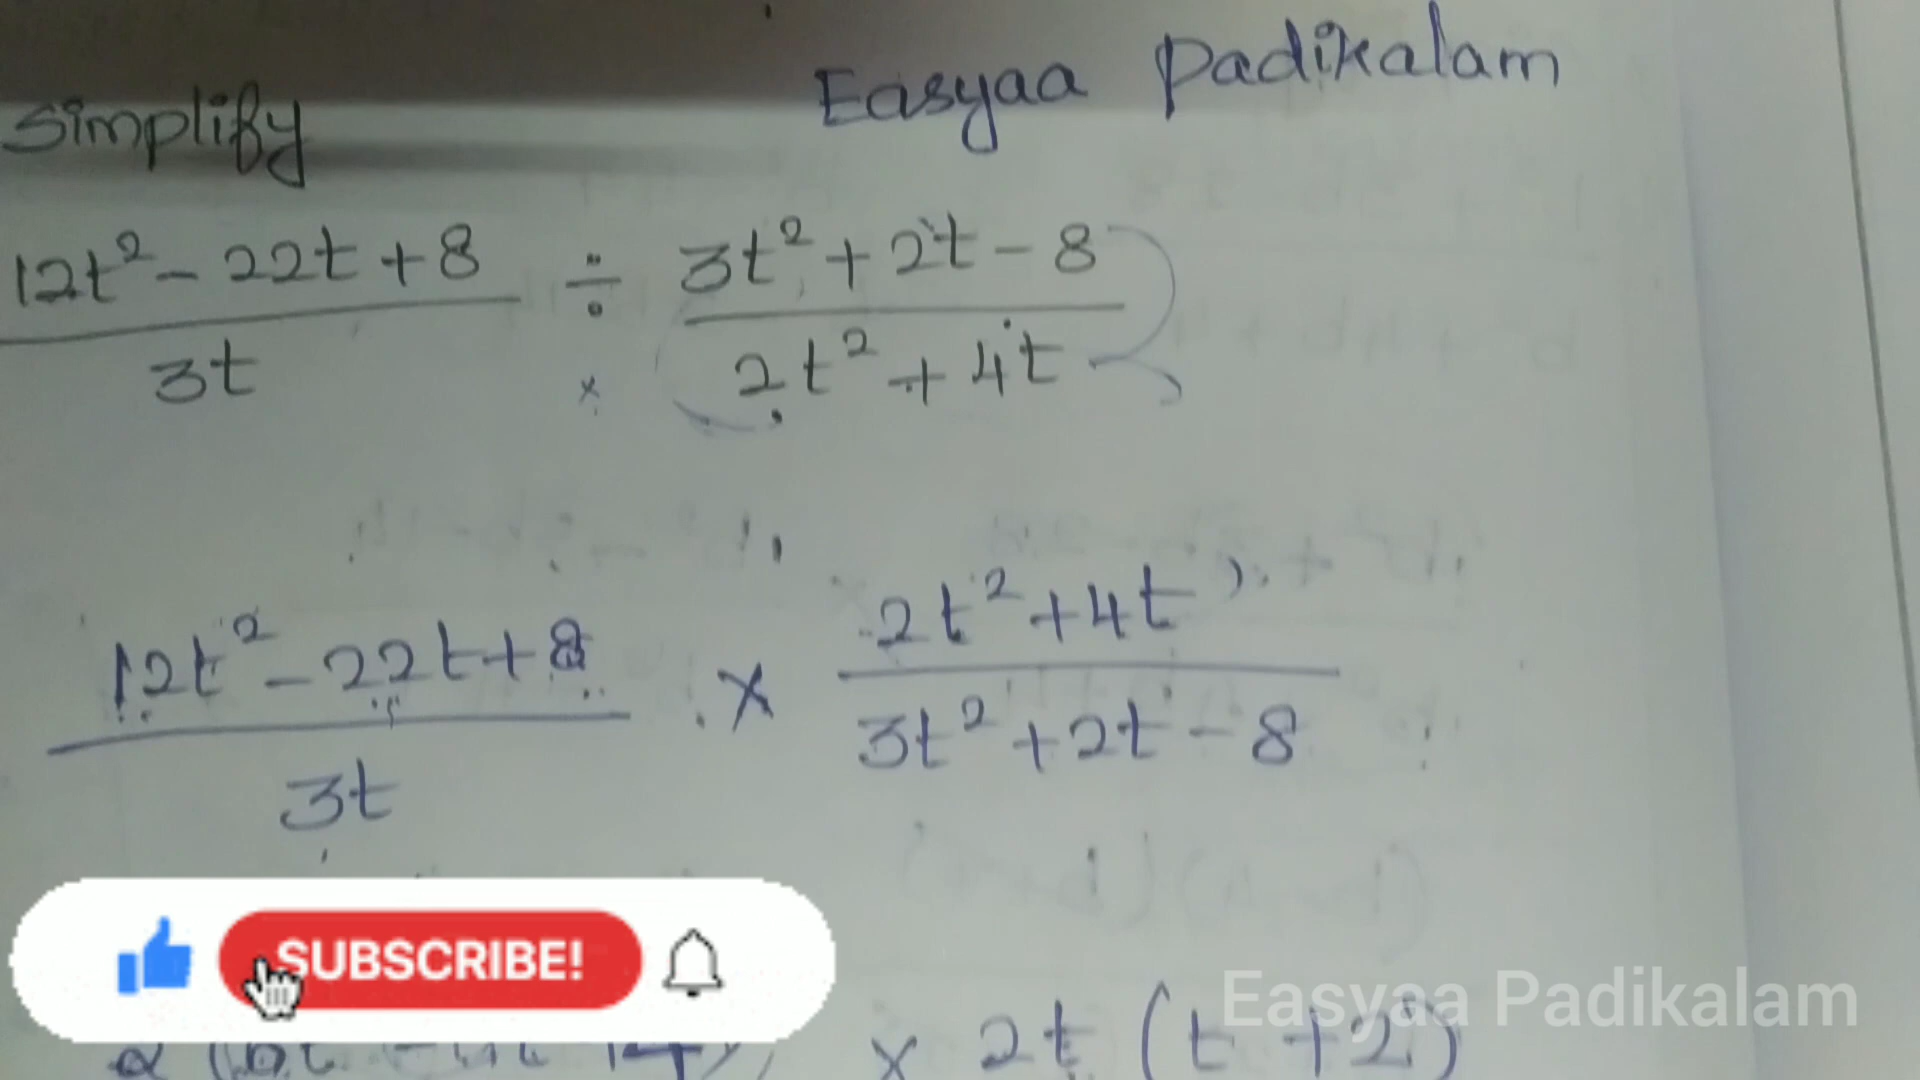 Simplify
Easyaa Padikalam
12t² - 22t + 8 / 3t ÷ 3t² + 2t - 8 / 2t² + 4t
×
12t² - 22t + 8 / 3t × 2t² + 4t / 3t² + 2t - 8
SUBSCRIBE!
Easyaa Padikalam
× 2t (t + 2)